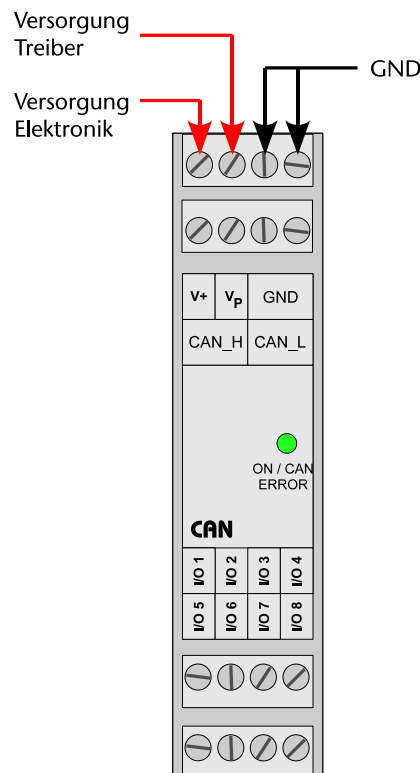 Versorgung
Treiber
GND
Versorgung
Elektronik
V+ VP GND
CAN_H CAN_L
ON / CAN
ERROR
CAN
I/O 1 I/O 2 I/O 3 I/O 4
I/O 5 I/O 6 I/O 7 I/O 8